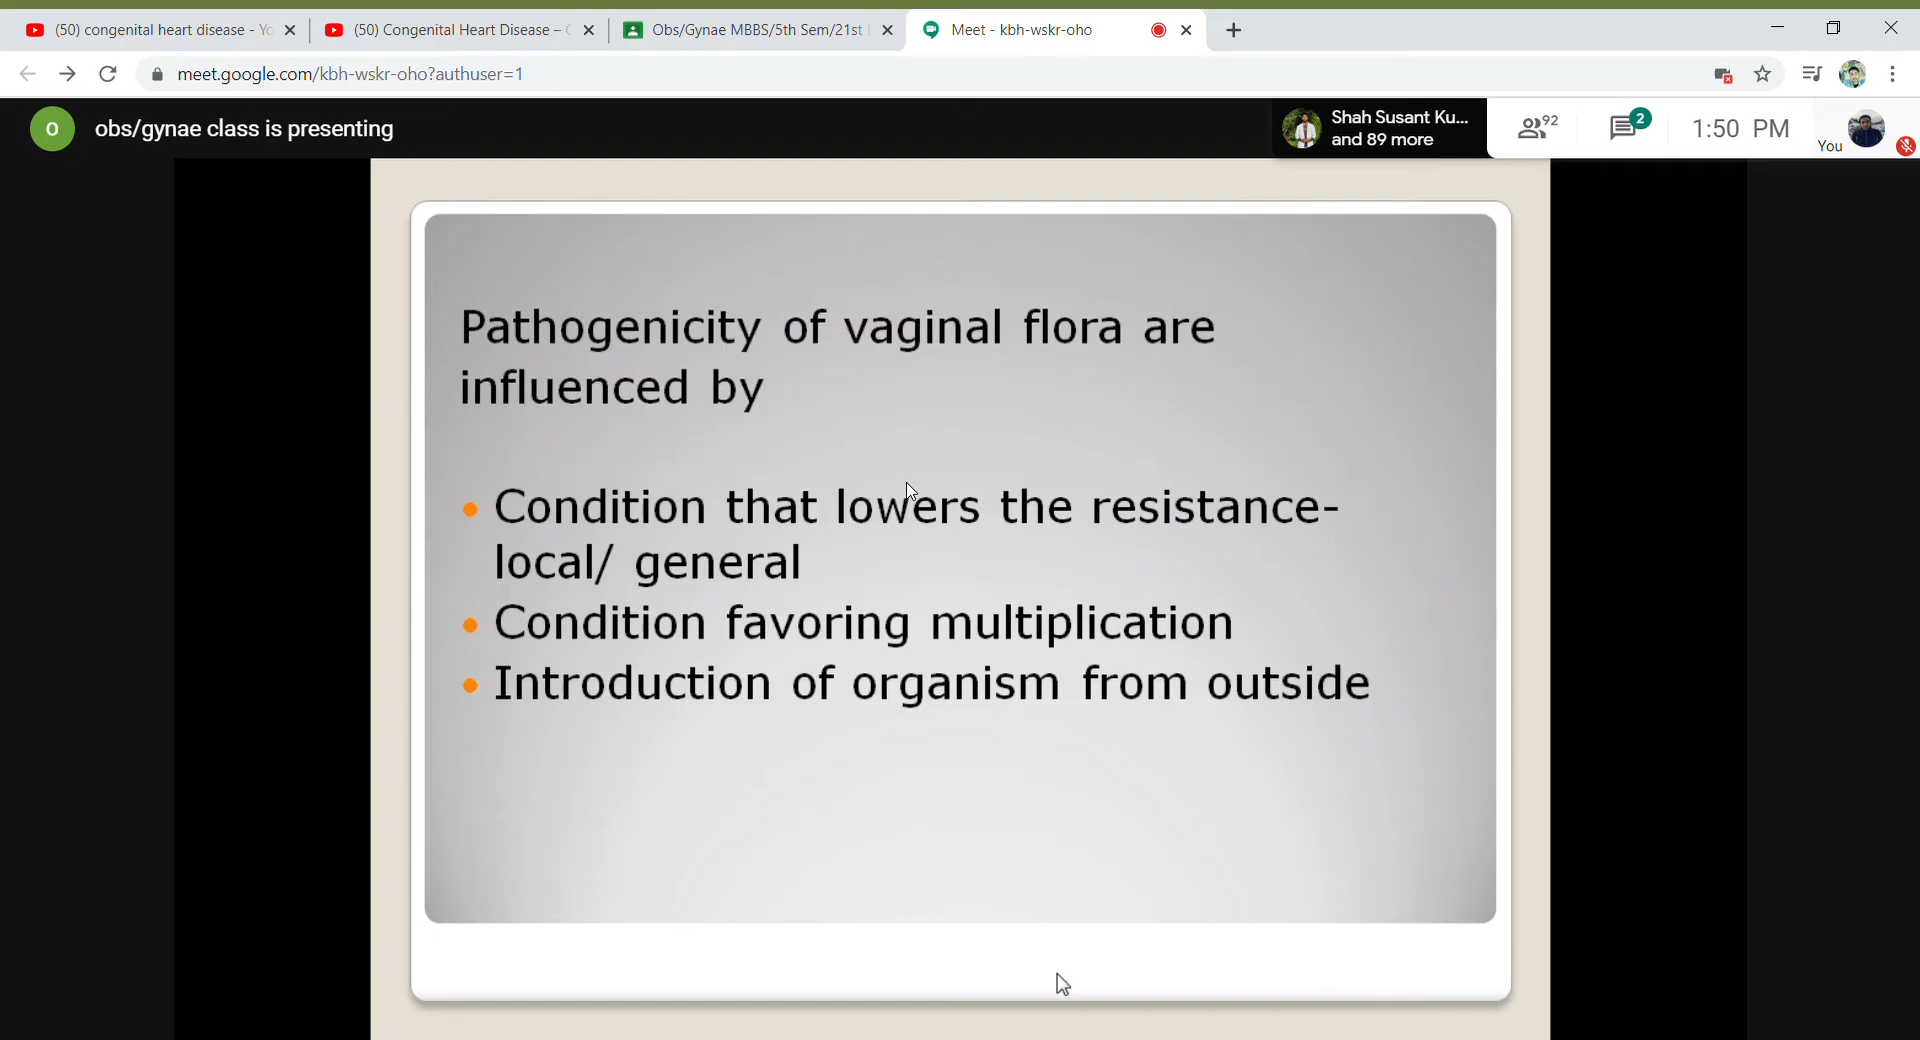 (50) congenital heart disease - Yo
(50) Congenital Heart Disease –
Obs/Gynae MBBS/5th Sem/21st
Meet - kbh-wskr-oho
meet.google.com/kbh-wskr-oho?authuser=1
O
obs/gynae class is presenting
Shah Susant Ku...
and 89 more
92
2
1:50 PM
You
Pathogenicity of vaginal flora are
influenced by
• Condition that lowers the resistance-
local/ general
• Condition favoring multiplication
• Introduction of organism from outside